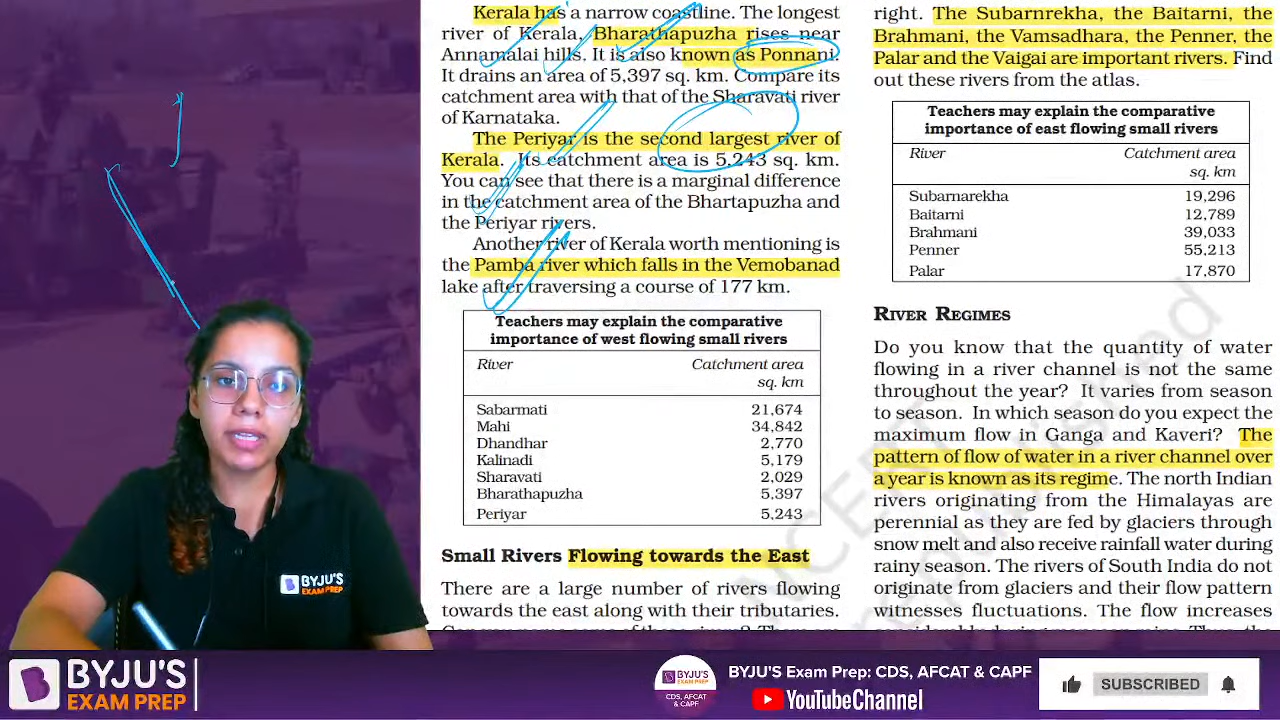 Kerala has a narrow coastline. The longest
river of Kerala, Bharathapuzha rises near
Annamalai hills. It is also known as Ponnani.
It drains an area of 5,397 sq. km. Compare its
catchment area with that of the Sharavati river
of Karnataka.
The Periyar is the second largest river of
Kerala. Its catchment area is 5,243 sq. km.
You can see that there is a marginal difference
in the catchment area of the Bhartapuzha and
the Periyar rivers.
Another river of Kerala worth mentioning is
the Pamba river which falls in the Vemobanad
lake after traversing a course of 177 km.
Teachers may explain the comparative
importance of west flowing small rivers
River Catchment area
sq. km
Sabarmati 21,674
Mahi 34,842
Dhandhar 2,770
Kalinadi 5,179
Sharavati 2,029
Bharathapuzha 5,397
Periyar 5,243
Small Rivers Flowing towards the East
There are a large number of rivers flowing
towards the east along with their tributaries.
right. The Subarnrekha, the Baitarni, the
Brahmani, the Vamsadhara, the Penner, the
Palar and the Vaigai are important rivers. Find
out these rivers from the atlas.
Teachers may explain the comparative
importance of east flowing small rivers
River Catchment area
sq. km
Subarnarekha 19,296
Baitarni 12,789
Brahmani 39,033
Penner 55,213
Palar 17,870
RIVER REGIMES
Do you know that the quantity of water
flowing in a river channel is not the same
throughout the year? It varies from season
to season. In which season do you expect the
maximum flow in Ganga and Kaveri? The
pattern of flow of water in a river channel over
a year is known as its regime. The north Indian
rivers originating from the Himalayas are
perennial as they are fed by glaciers through
snow melt and also receive rainfall water during
rainy season. The rivers of South India do not
originate from glaciers and their flow pattern
witnesses fluctuations. The flow increases
BYJU'S
EXAM PREP
BYJU'S
EXAM PREP
BYJU'S
EXAM PREP
CDS, AFCAT
& CAPF
BYJU'S Exam Prep: CDS, AFCAT & CAPF
YouTubeChannel
SUBSCRIBED